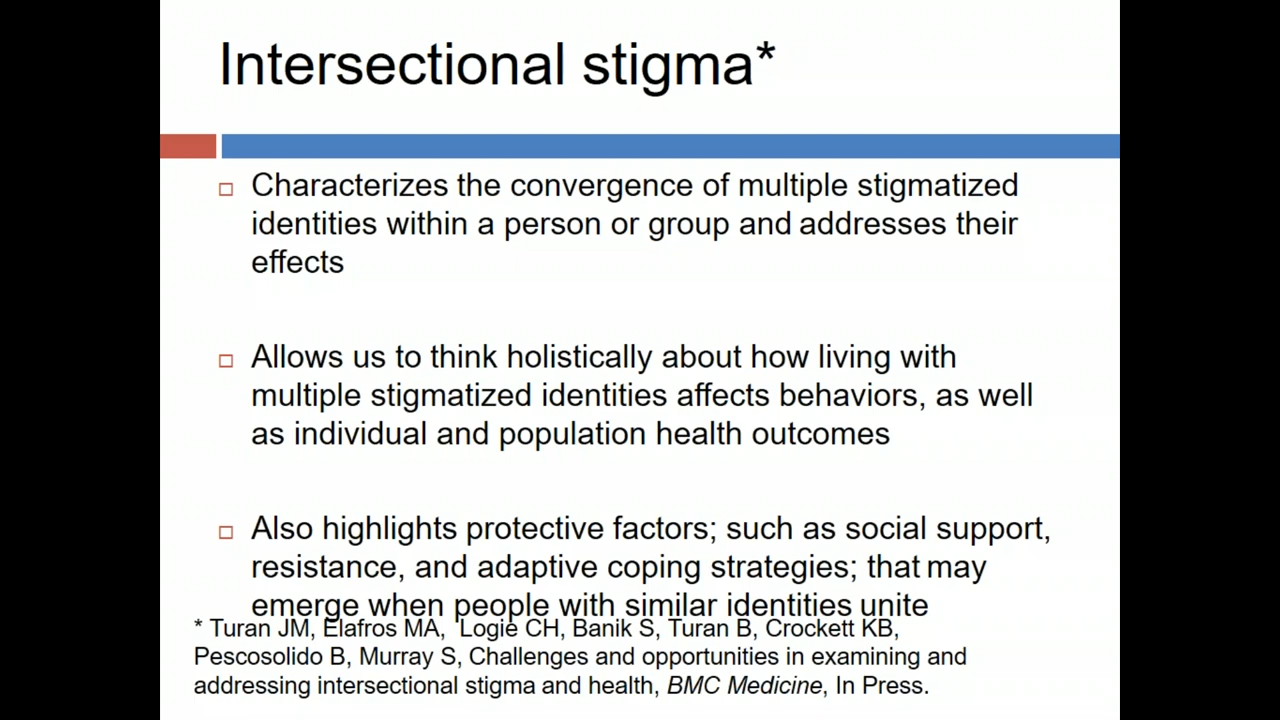 Intersectional stigma*
Characterizes the convergence of multiple stigmatized
identities within a person or group and addresses their
effects
Allows us to think holistically about how living with
multiple stigmatized identities affects behaviors, as well
as individual and population health outcomes
Also highlights protective factors; such as social support,
resistance, and adaptive coping strategies; that may
emerge when people with similar identities unite
* Turan JM, Elafros MA, Logie CH, Banik S, Turan B, Crockett KB,
Pescosolido B, Murray S, Challenges and opportunities in examining and
addressing intersectional stigma and health, BMC Medicine, In Press.